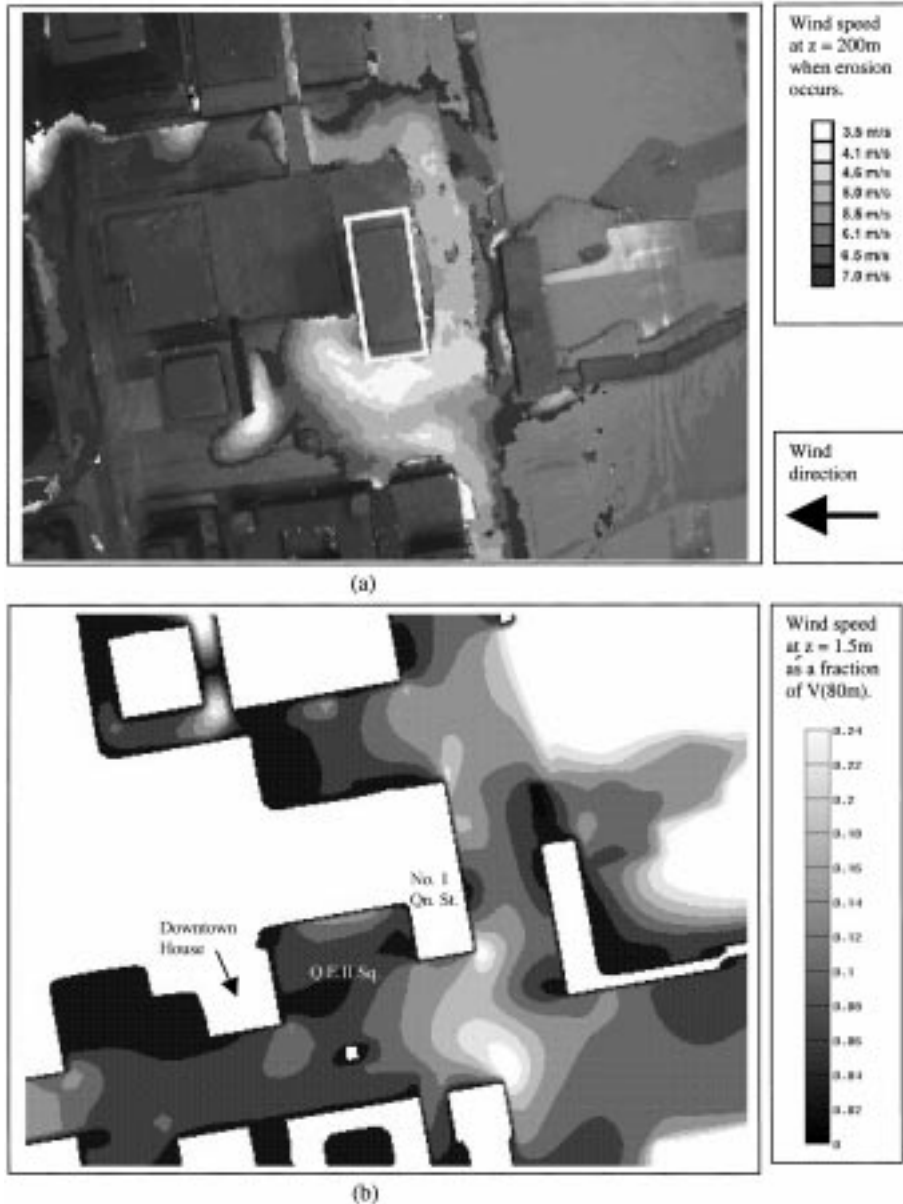 Wind speed
at z = 200m
when erosion
occurs.
3.5 m/s
4.1 m/s
4.6 m/s
5.0 m/s
5.5 m/s
6.1 m/s
6.5 m/s
7.0 m/s
Wind
direction
(a)
Wind speed
at z = 1.5m
as a fraction
of V(80m).
0.24
0.22
0.2
0.18
0.16
0.14
0.12
0.1
0.08
0.06
0.04
0.02
0
No. 1
Qn. St.
Downtown
House
Q E II Sq
(b)